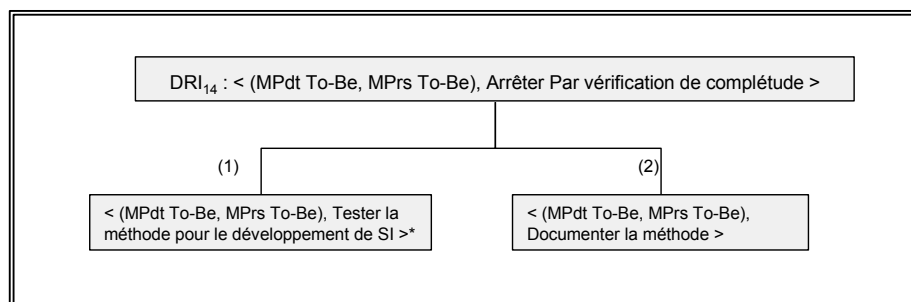 DRI14 : < (MPdt To-Be, MPrs To-Be), Arrêter Par vérification de complétude >
(1)
(2)
< (MPdt To-Be, MPrs To-Be), Tester la
méthode pour le développement de SI >*
< (MPdt To-Be, MPrs To-Be),
Documenter la méthode >